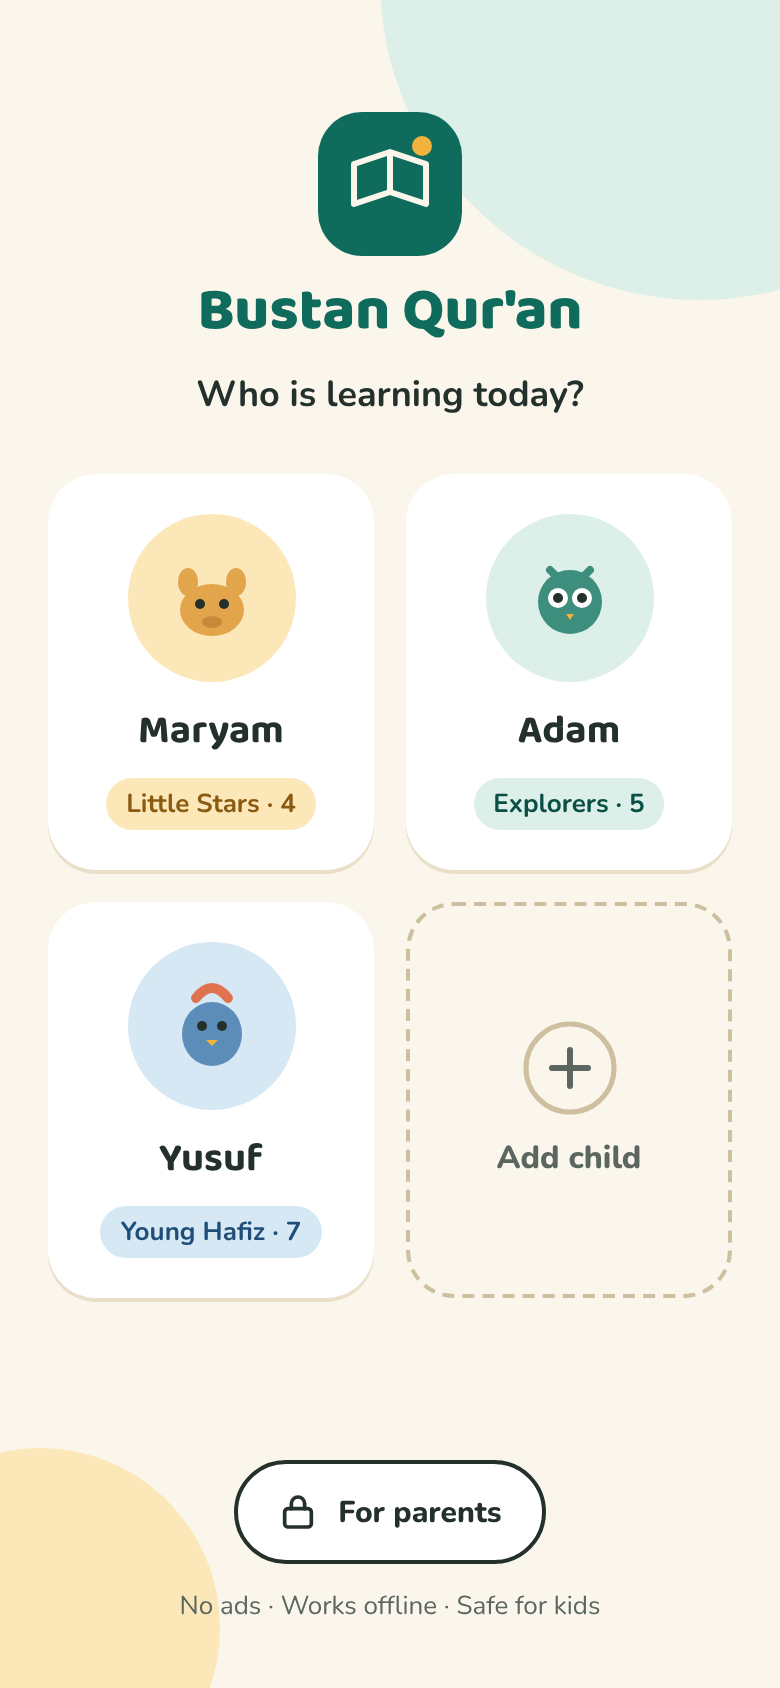 Bustan Qur'an
Who is learning today?
Maryam
Little Stars · 4
Adam
Explorers · 5
Yusuf
Young Hafiz · 7
Add child
For parents
No ads · Works offline · Safe for kids